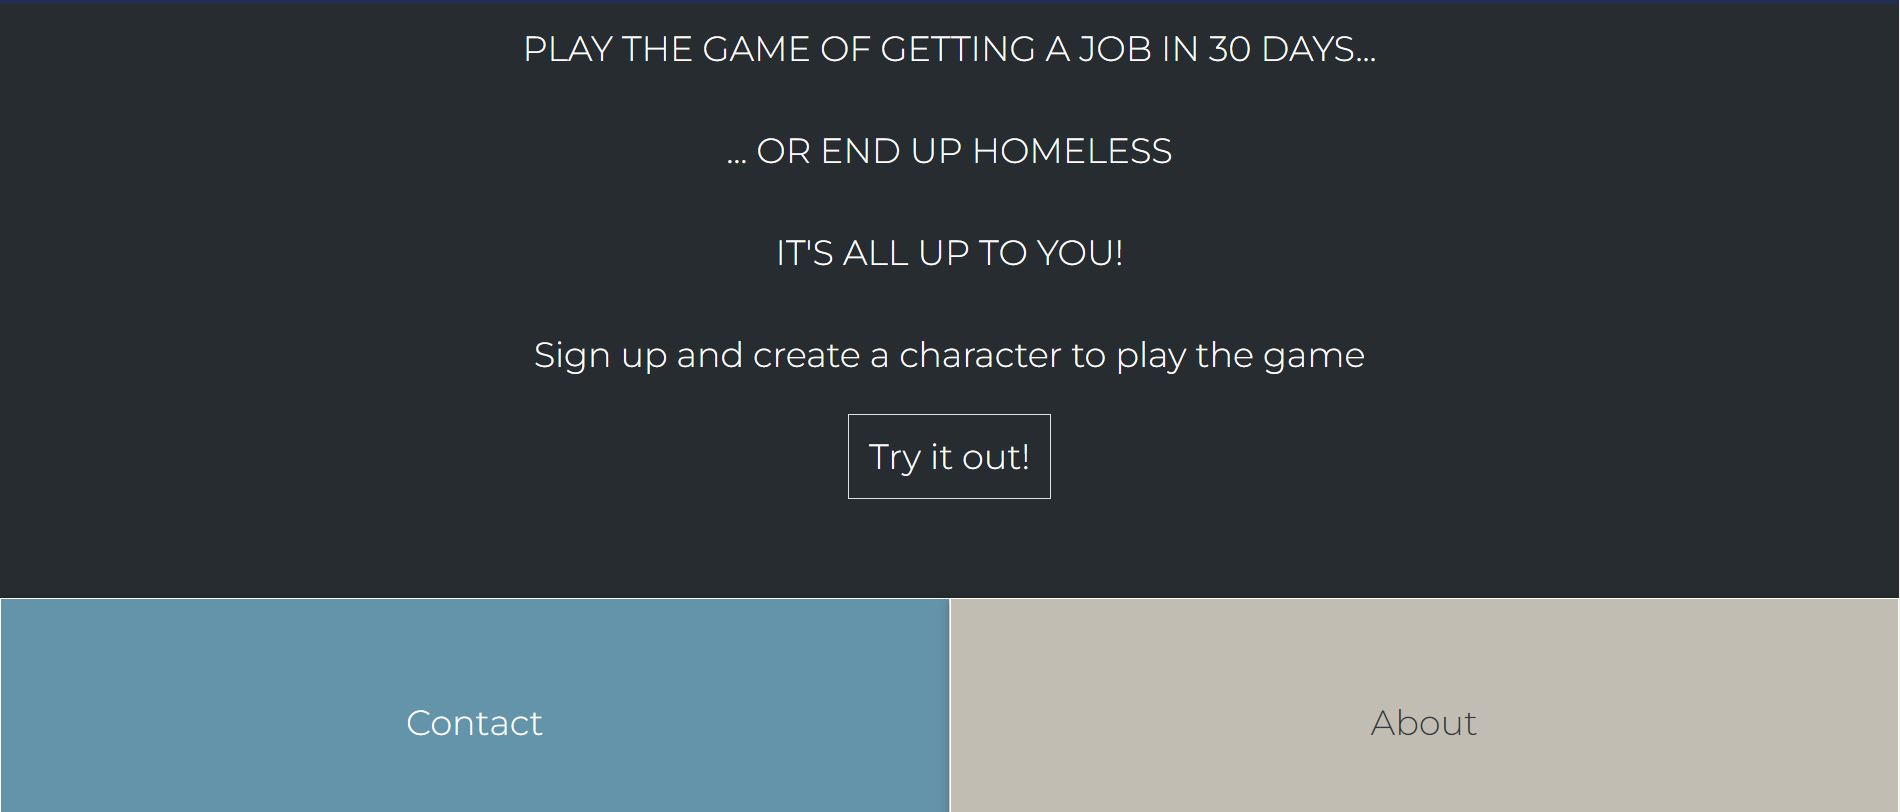 PLAY THE GAME OF GETTING A JOB IN 30 DAYS...
... OR END UP HOMELESS
IT'S ALL UP TO YOU!
Sign up and create a character to play the game
Try it out!
Contact
About